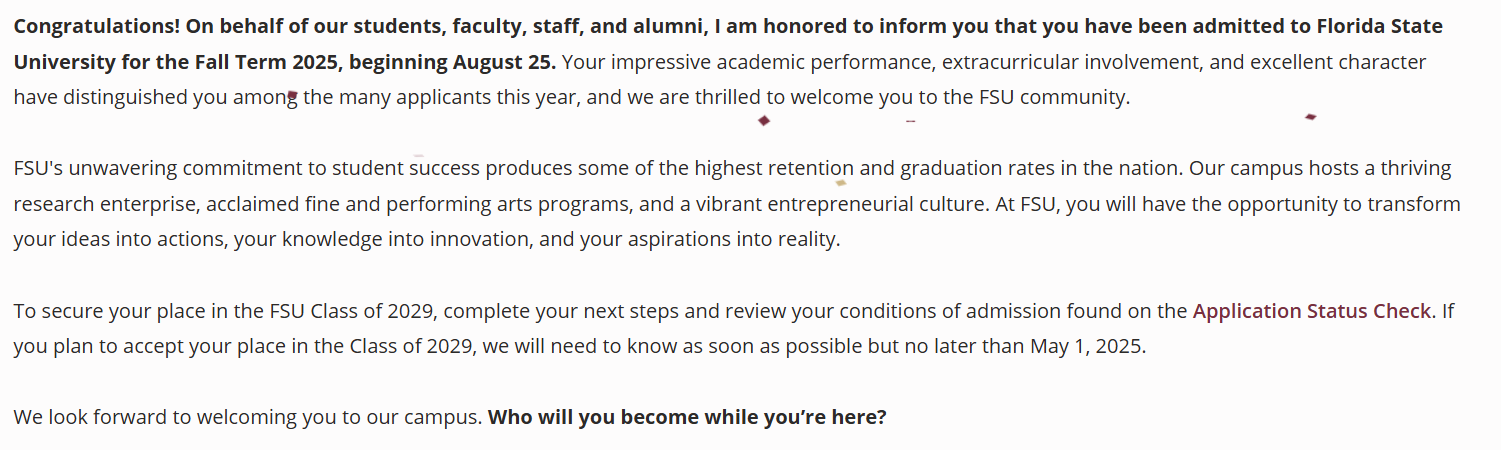 Congratulations! On behalf of our students, faculty, staff, and alumni, I am honored to inform you that you have been admitted to Florida State
University for the Fall Term 2025, beginning August 25. Your impressive academic performance, extracurricular involvement, and excellent character
have distinguished you among the many applicants this year, and we are thrilled to welcome you to the FSU community.
FSU's unwavering commitment to student success produces some of the highest retention and graduation rates in the nation. Our campus hosts a thriving
research enterprise, acclaimed fine and performing arts programs, and a vibrant entrepreneurial culture. At FSU, you will have the opportunity to transform
your ideas into actions, your knowledge into innovation, and your aspirations into reality.
To secure your place in the FSU Class of 2029, complete your next steps and review your conditions of admission found on the Application Status Check. If
you plan to accept your place in the Class of 2029, we will need to know as soon as possible but no later than May 1, 2025.
We look forward to welcoming you to our campus. Who will you become while you’re here?